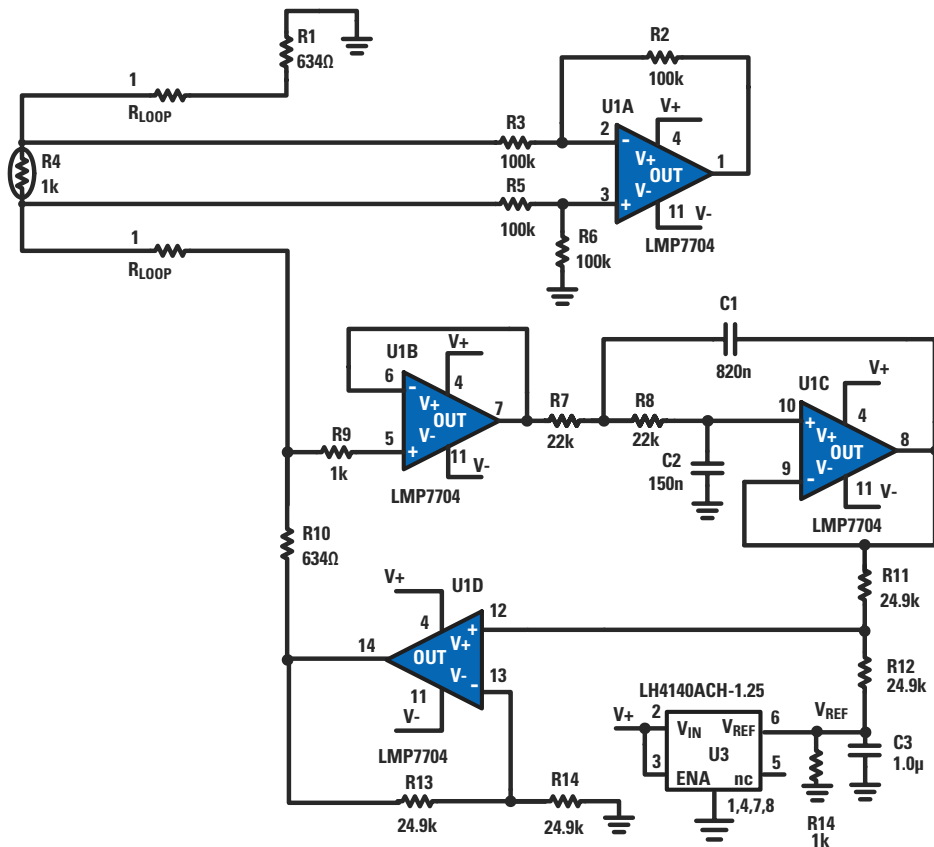 R1
634Ω
1
RLOOP
R2
100k
U1A
V+
R3
100k
2
4
-
V+
OUT
V-
+
1
3
11
V-
LMP7704
R4
1k
R5
100k
R6
100k
1
RLOOP
C1
820n
U1B
V+
6
4
-
V+
OUT
V-
+
7
5
11
V-
LMP7704
R9
1k
R7
22k
R8
22k
C2
150n
U1C
V+
10
4
+
V+
OUT
V-
-
8
9
11
V-
LMP7704
R10
634Ω
R11
24.9k
U1D
V+
12
4
+
V+
OUT
V-
-
14
13
11
V-
LMP7704
R12
24.9k
LH4140ACH-1.25
V+
2
VIN
VREF
6
VREF
U3
3
ENA
nc
5
1,4,7,8
C3
1.0µ
R14
1k
R13
24.9k
R14
24.9k